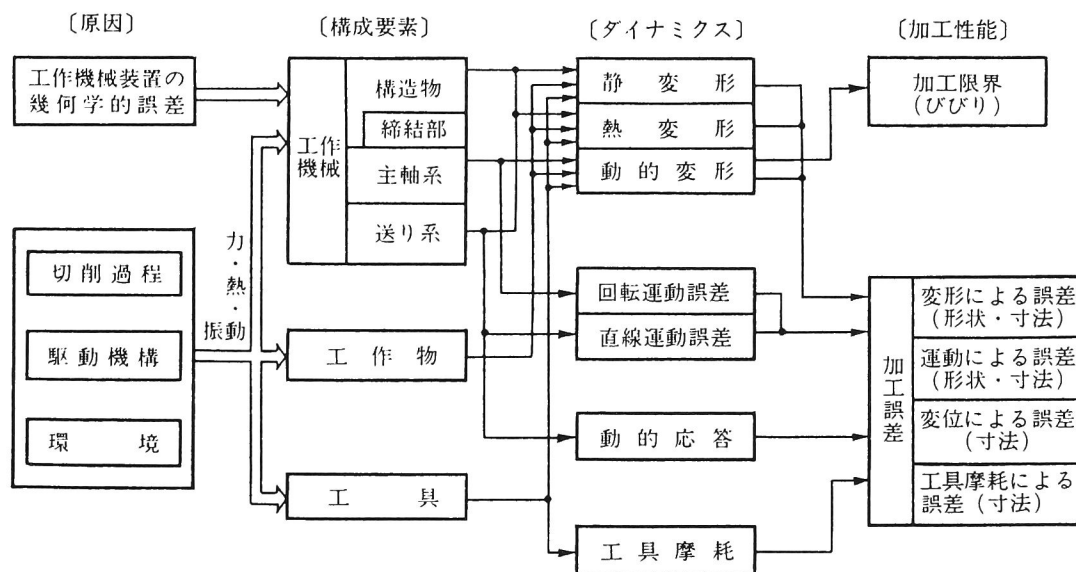 〔原因〕
〔構成要素〕
〔ダイナミクス〕
〔加工性能〕
工作機械装置の
幾何学的誤差
切削過程
駆動機構
環境
力・熱・
振動
工作
機械
構造物
締結部
主軸系
送り系
工作物
工具
静変形
熱変形
動的変形
回転運動誤差
直線運動誤差
動的応答
工具摩耗
加工限界
(びびり)
加工誤差
変形による誤差
(形状・寸法)
運動による誤差
(形状・寸法)
変位による誤差
(寸法)
工具摩耗による
誤差(寸法)